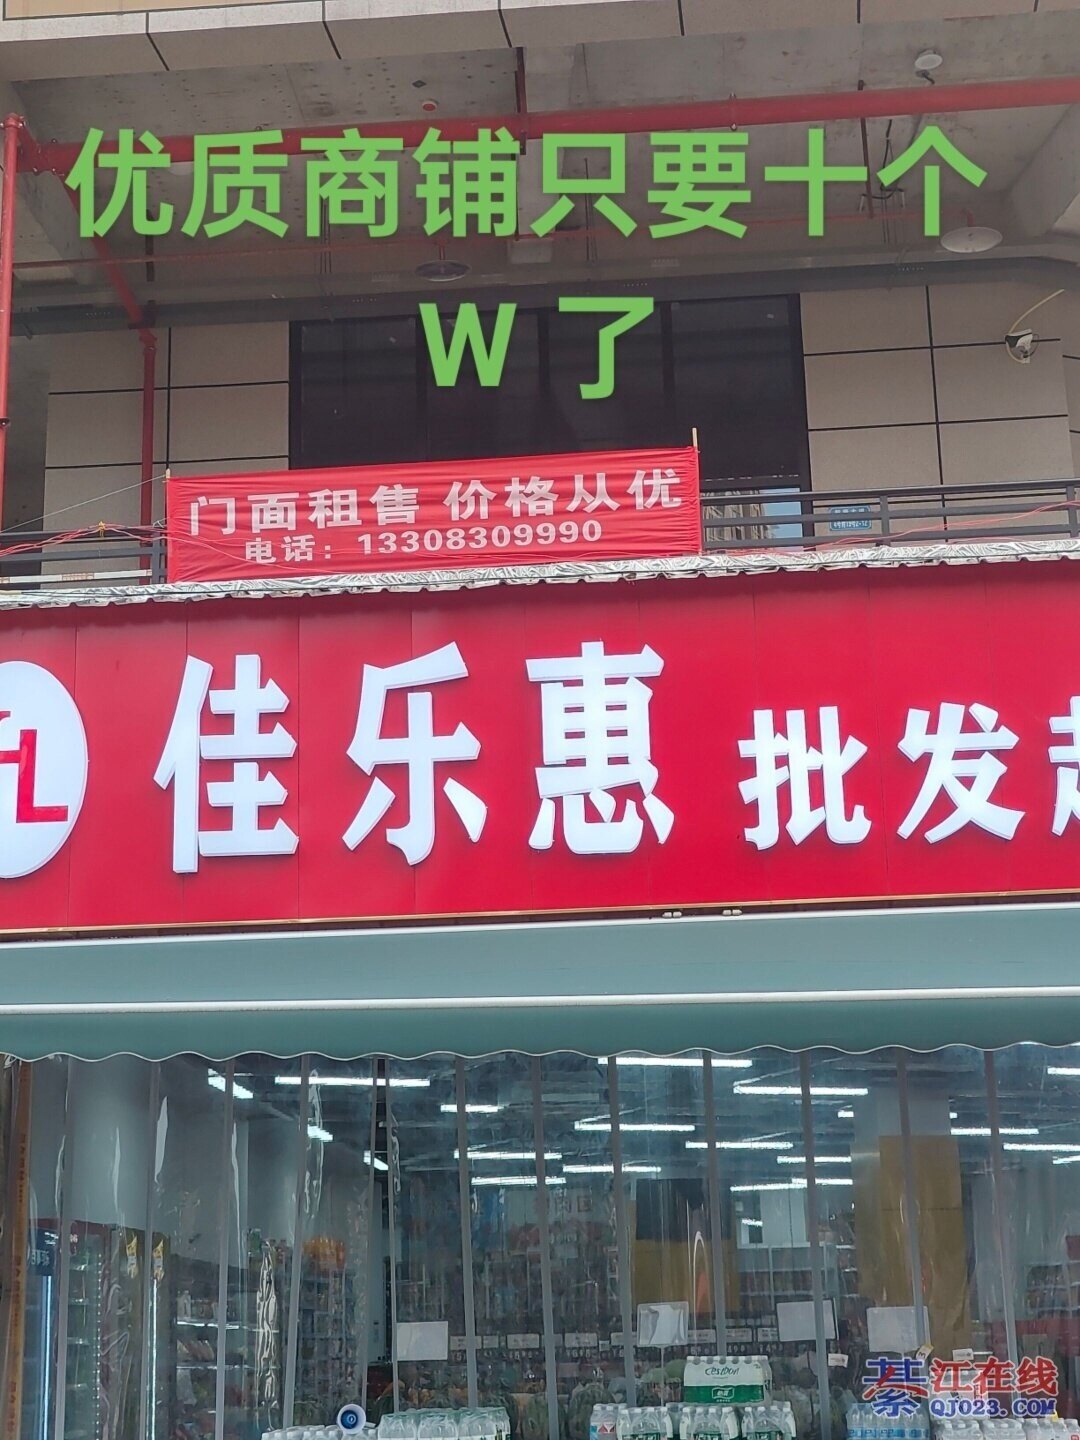 优质商铺只要十个
W 了
门面租售 价格从优
电话：13308309990
佳乐惠 批发
CestBon
綦江在线
QJ023.COM